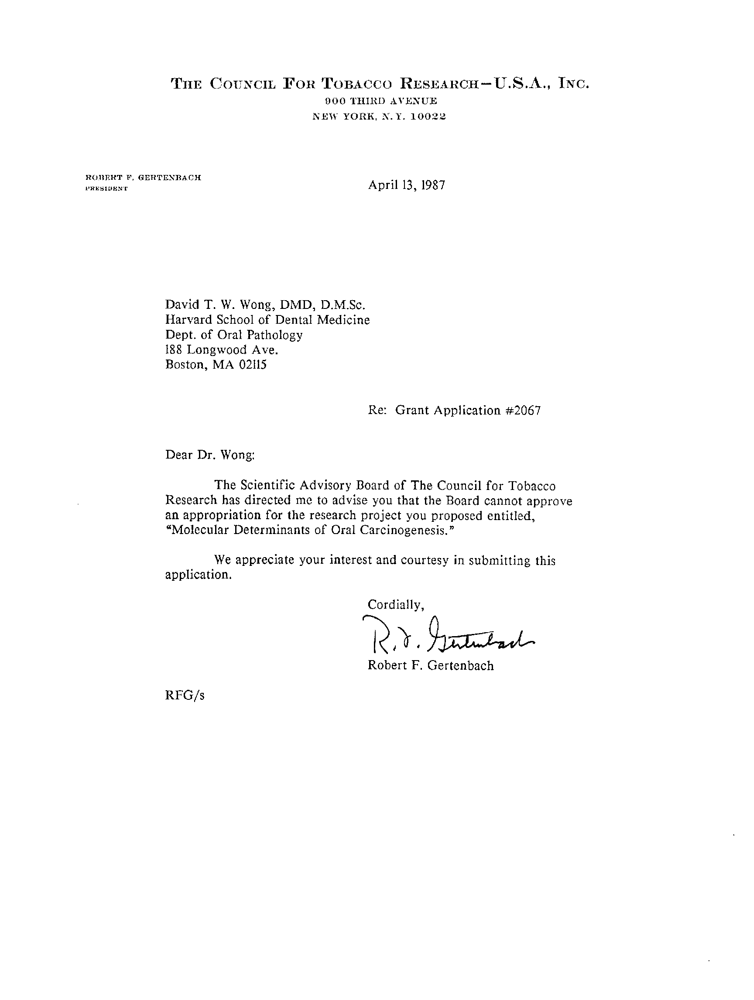 THE COUNCIL FOR TOBACCO RESEARCH—U.S.A., INC.
900 THIRD AVENUE
NEW YORK, N.Y. 10022
ROBERT F. GERTENBACH
PRESIDENT
April 13, 1987
David T. W. Wong, DMD, D.M.Sc.
Harvard School of Dental Medicine
Dept. of Oral Pathology
188 Longwood Ave.
Boston, MA 02115
Re: Grant Application #2067
Dear Dr. Wong:
The Scientific Advisory Board of The Council for Tobacco
Research has directed me to advise you that the Board cannot approve
an appropriation for the research project you proposed entitled,
"Molecular Determinants of Oral Carcinogenesis."
We appreciate your interest and courtesy in submitting this
application.
Cordially,
R. F. Gertenbach
Robert F. Gertenbach
RFG/s